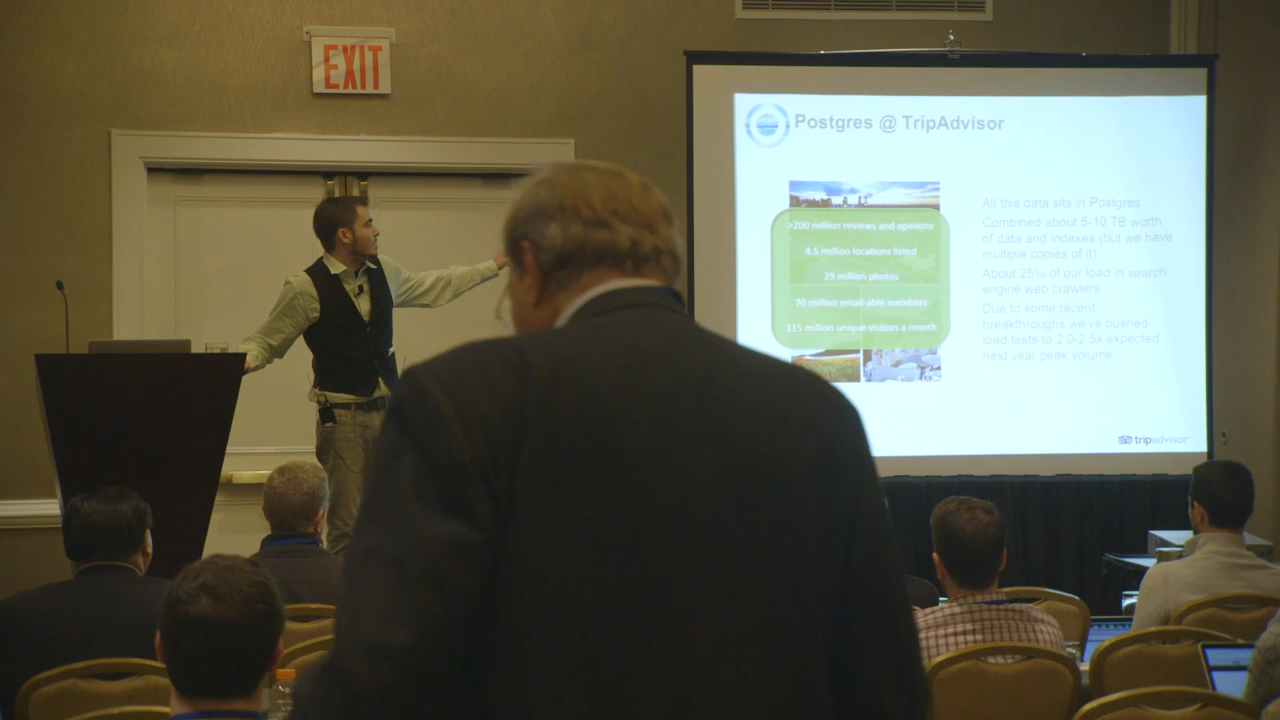 EXIT
Postgres @ TripAdvisor
>200 million reviews and opinions
4.5 million locations listed
29 million photos
70 million email-able members
315 million unique visitors a month
All this data sits in Postgres
Combined about 5-10 TB worth
of data and indexes (but we have
multiple copies of it)
About 25% of our load in search
engine web crawlers
Due to some recent
breakthroughs we've pushed
load tests to 2.0-2.5x expected
next year peak volume
tripadvisor